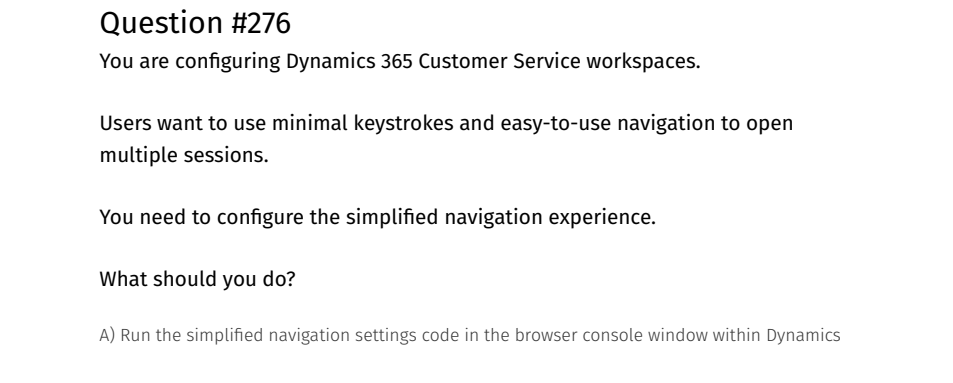 Question #276
You are configuring Dynamics 365 Customer Service workspaces.
Users want to use minimal keystrokes and easy-to-use navigation to open
multiple sessions.
You need to configure the simplified navigation experience.
What should you do?
A) Run the simplified navigation settings code in the browser console window within Dynamics